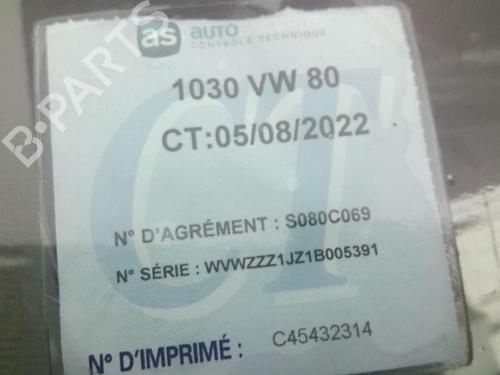 as AUTO
CONTRÔLE TECHNIQUE
1030 VW 80
CT:05/08/2022
CT
N° D'AGRÉMENT : S080C069
N° SÉRIE : WVWZZZ1JZ1B005391
N° D'IMPRIMÉ : C45432314
B-PARTS